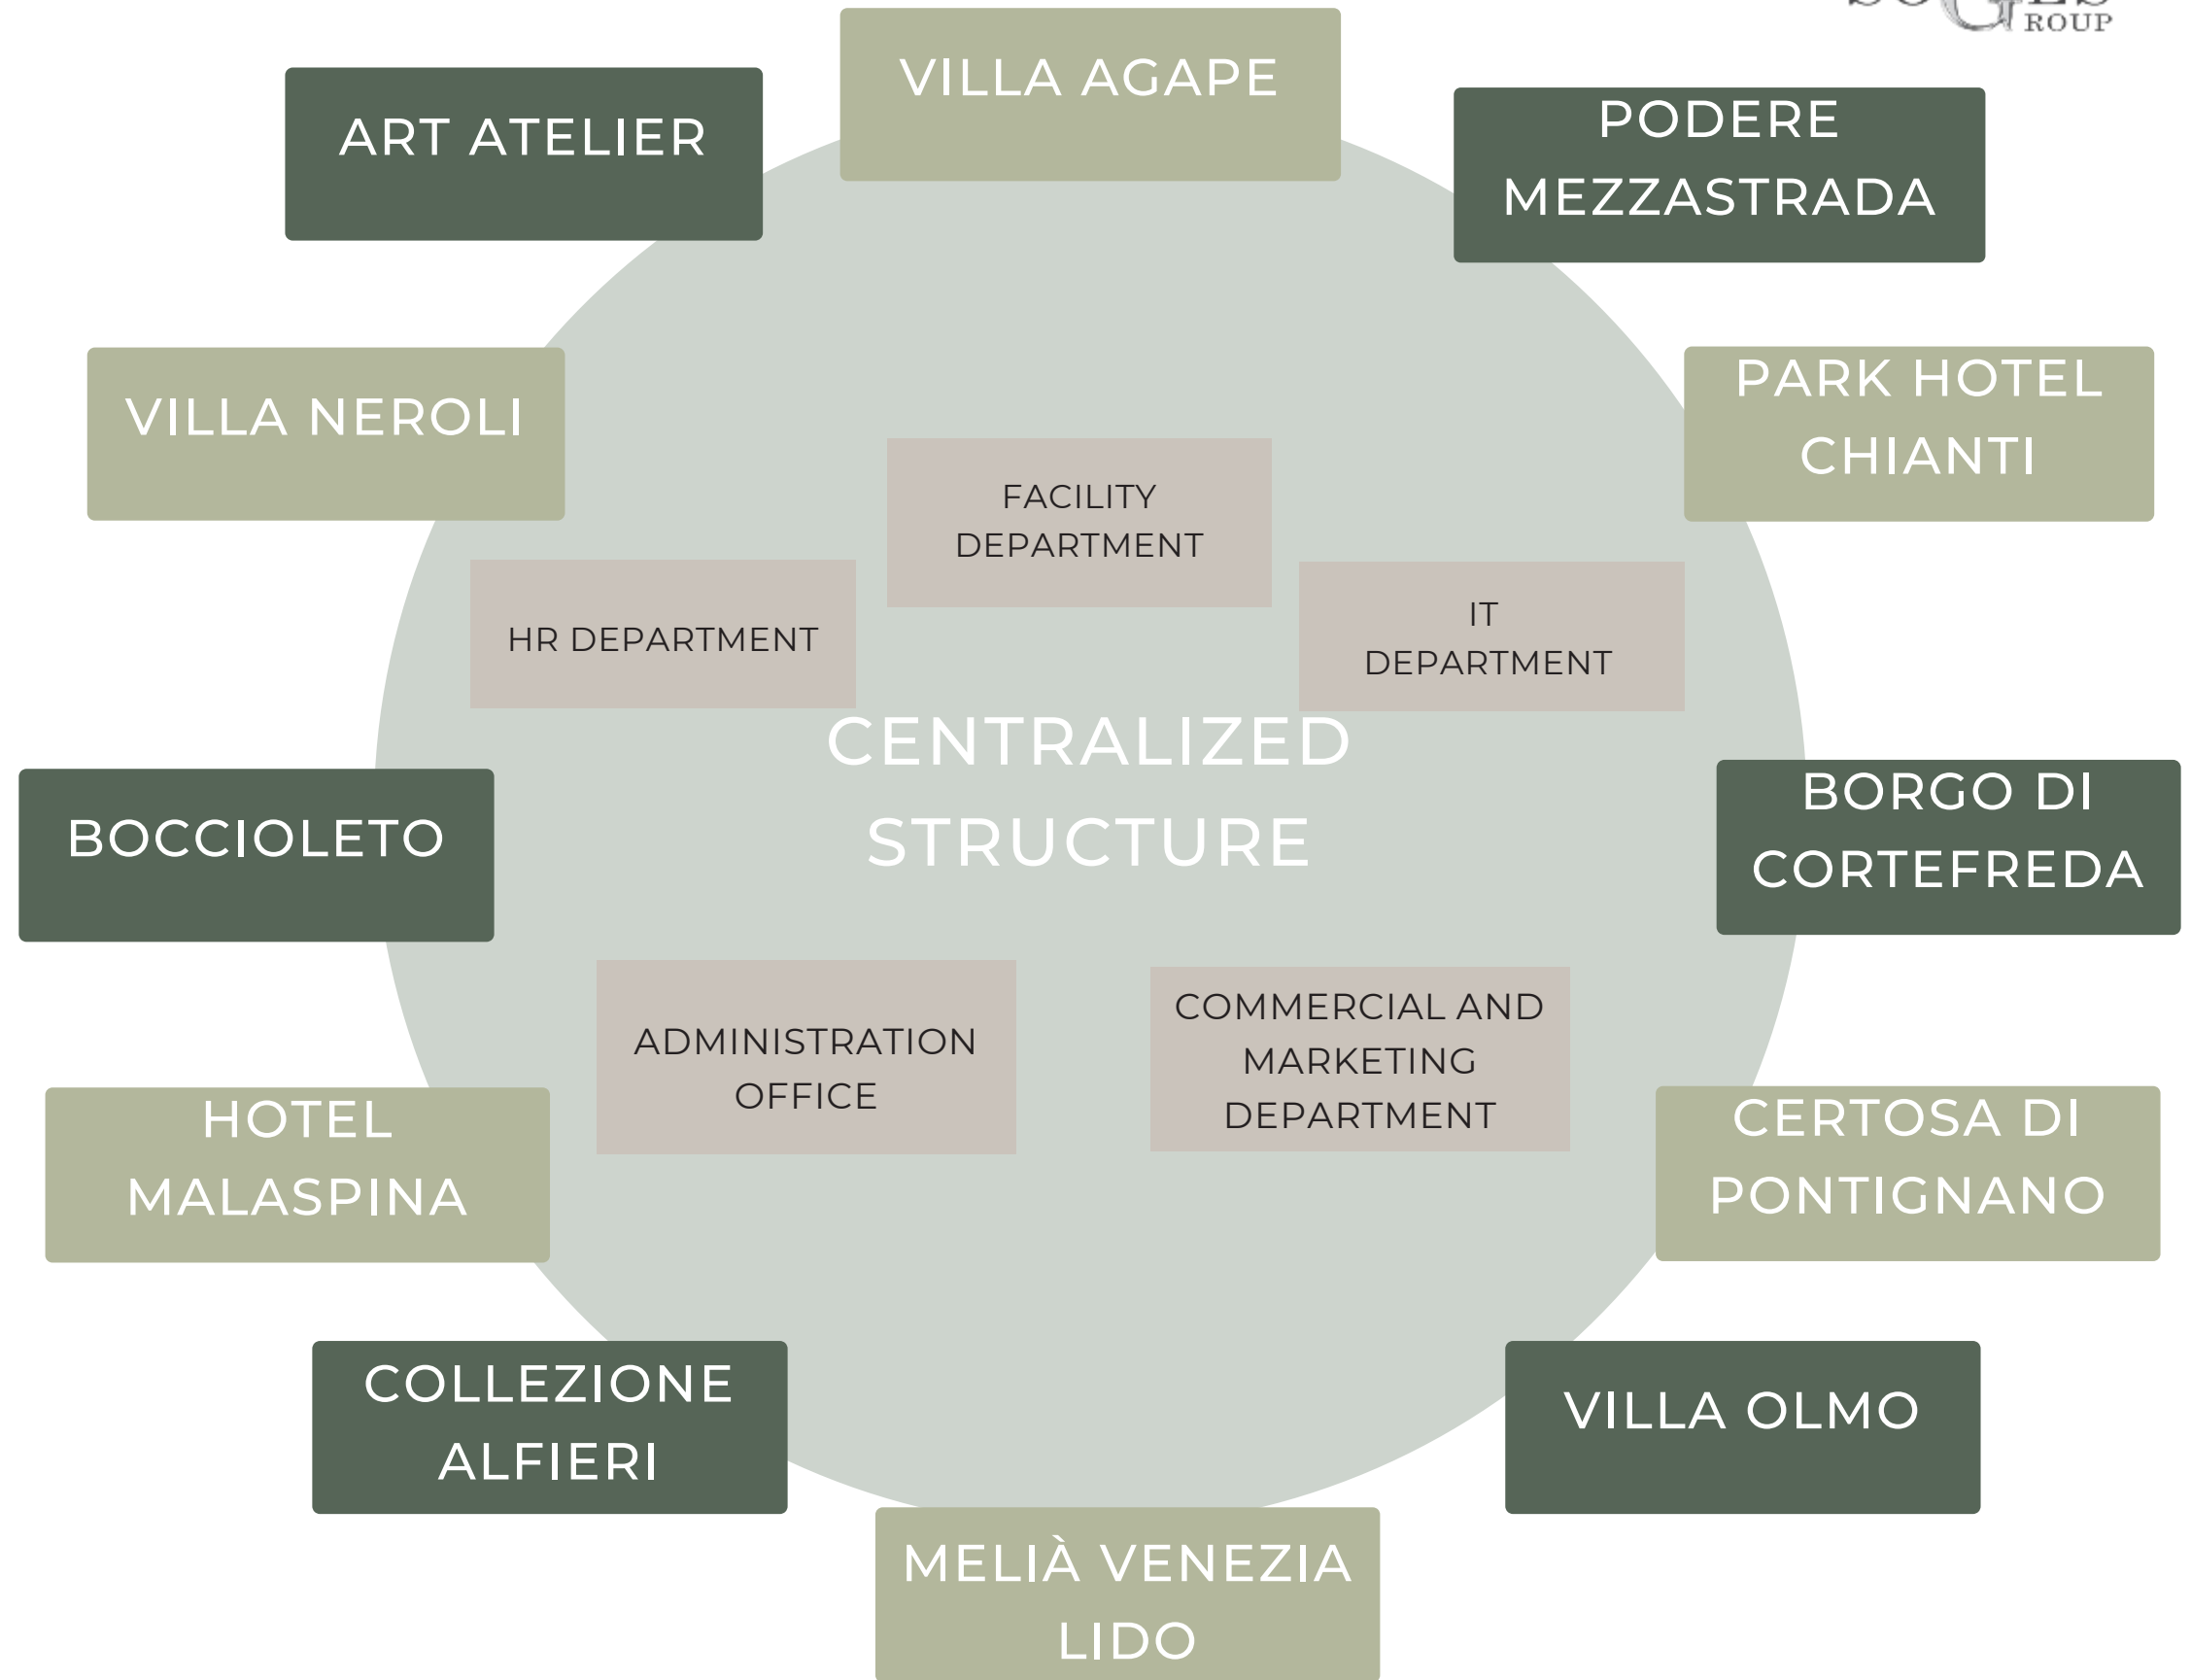 ROUP
VILLA AGAPE
ART ATELIER
PODERE
MEZZASTRADA
VILLA NEROLI
PARK HOTEL
CHIANTI
FACILITY
DEPARTMENT
HR DEPARTMENT
IT
DEPARTMENT
CENTRALIZED
STRUCTURE
BOCCIOLETO
BORGO DI
CORTEFREDA
ADMINISTRATION
OFFICE
COMMERCIAL AND
MARKETING
DEPARTMENT
HOTEL
MALASPINA
CERTOSA DI
PONTIGNANO
COLLEZIONE
ALFIERI
VILLA OLMO
MELIÀ VENEZIA
LIDO